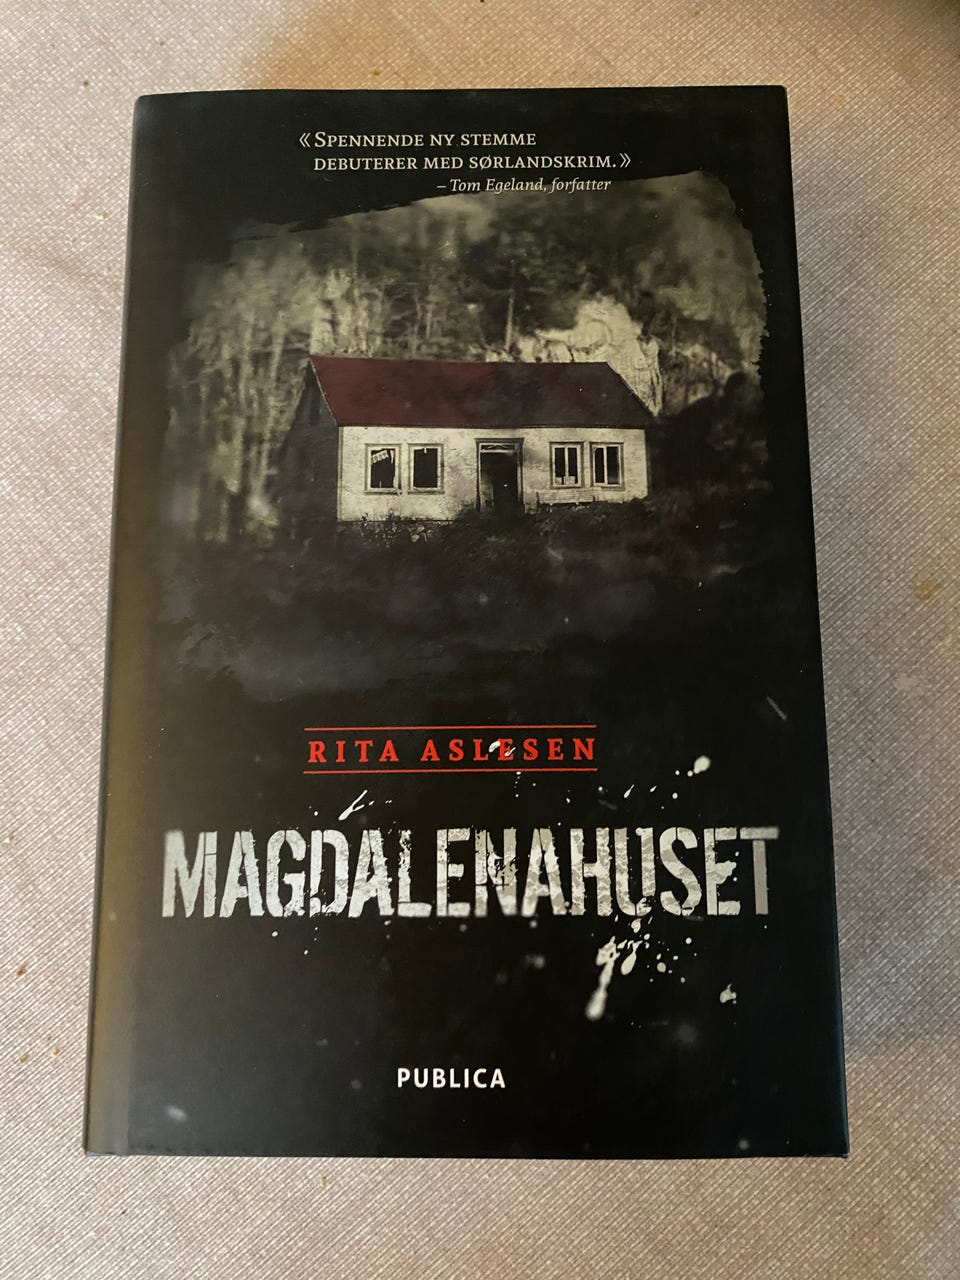 «SPENNENDE NY STEMME
DEBUTERER MED SØRLANDSKRIM.»
– Tom Egeland, forfatter
RITA ASLESEN
MAGDALENAHUSET
PUBLICA